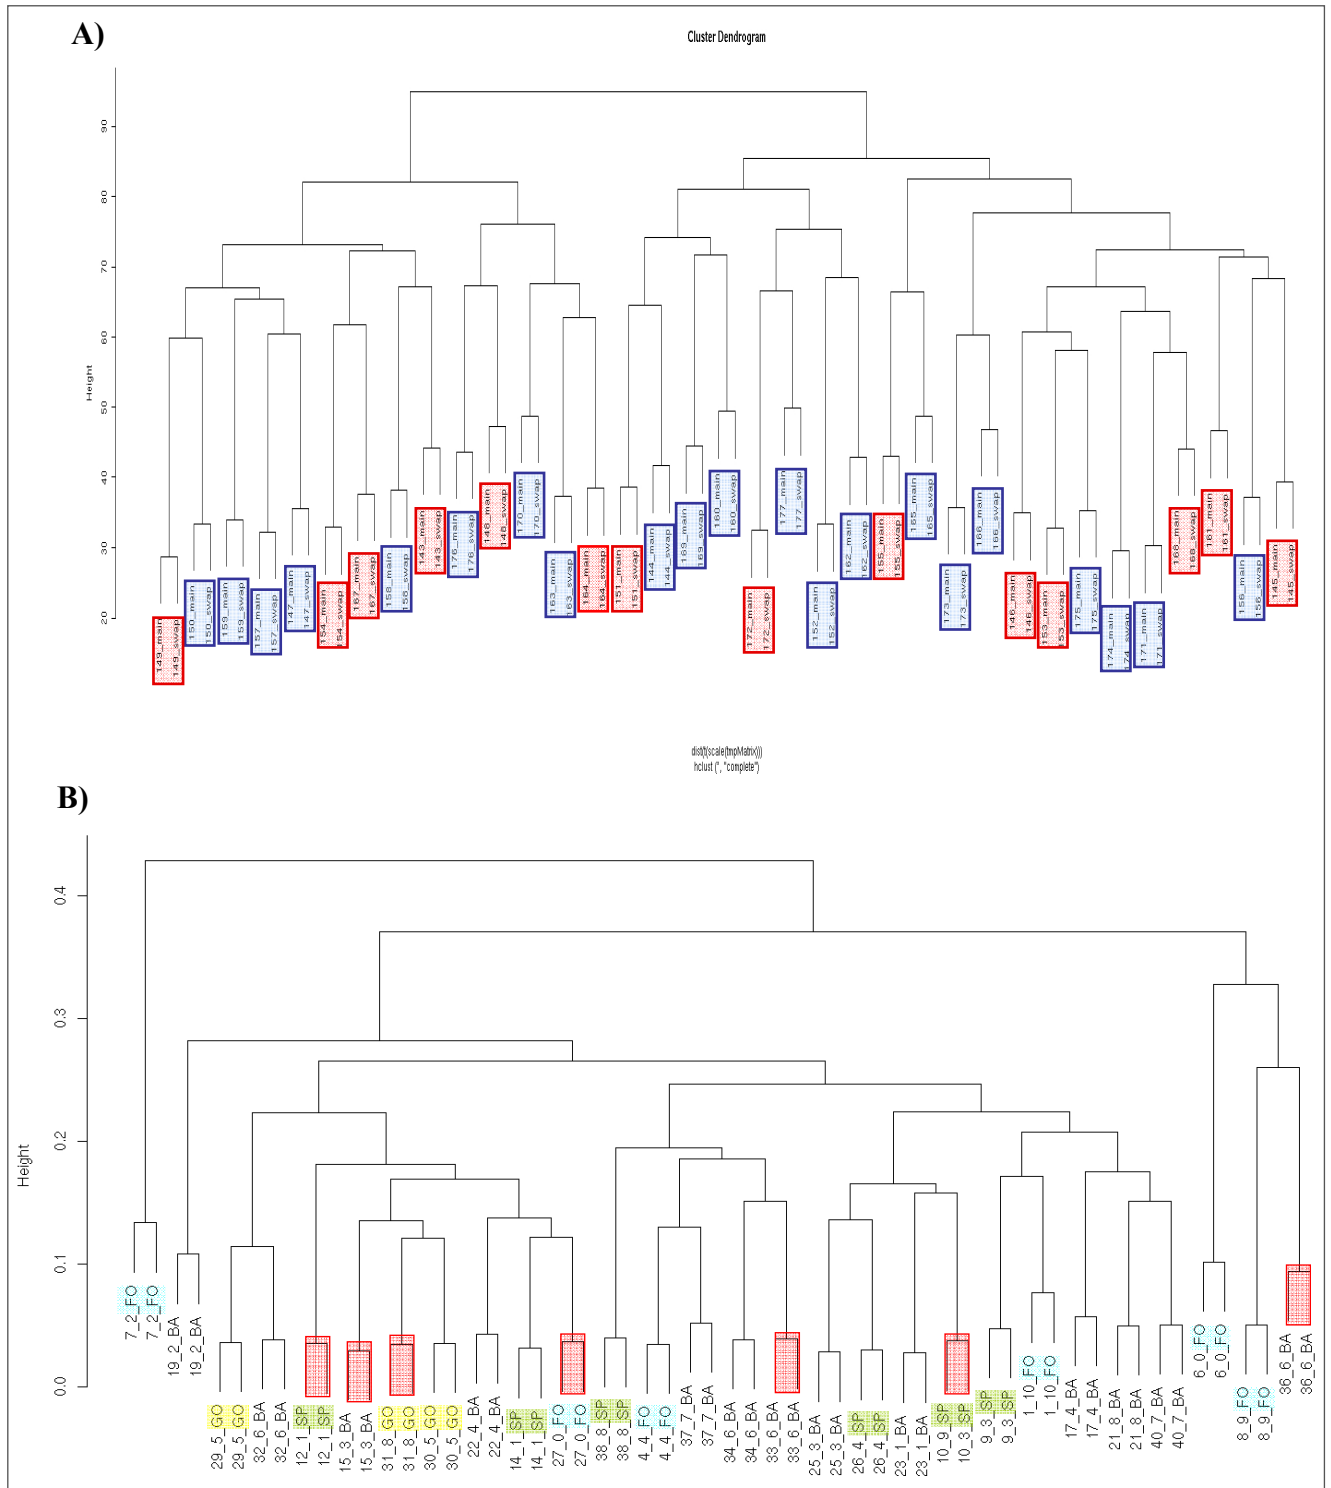 A)
Cluster Dendrogram
Height
90
80
70
60
50
40
30
20
149_main
149_swap
150_main
150_swap
159_main
159_swap
157_main
157_swap
147_main
147_swap
154_main
154_swap
167_main
167_swap
158_main
158_swap
143_main
143_swap
176_main
176_swap
148_main
148_swap
170_main
170_swap
163_main
163_swap
164_main
164_swap
151_main
151_swap
144_main
144_swap
169_main
169_swap
160_main
160_swap
172_main
172_swap
177_main
177_swap
152_main
152_swap
162_main
162_swap
155_main
155_swap
165_main
165_swap
173_main
173_swap
166_main
166_swap
146_main
146_swap
153_main
153_swap
175_main
175_swap
174_main
174_swap
171_main
171_swap
168_swap
161_main
161_swap
156_main
156_swap
145_main
145_swap
dist(t(scale(tmpMatrix)))
hclust (*, "complete")
B)
Height
0.4
0.3
0.2
0.1
0.0
7_2_FO
7_2_FO
19_2_BA
19_2_BA
29_5_GO
29_5_GO
32_6_BA
32_6_BA
12_1_SP
12_1_SP
15_3_BA
15_3_BA
31_8_GO
31_8_GO
30_5_GO
30_5_GO
22_4_BA
22_4_BA
14_1_SP
14_1_SP
27_0_FO
27_0_FO
38_8_SP
38_8_SP
4_4_FO
4_4_FO
37_7_BA
37_7_BA
34_6_BA
34_6_BA
33_6_BA
33_6_BA
25_3_BA
25_3_BA
26_4_SP
26_4_SP
23_1_BA
23_1_BA
10_9_SP
10_3_SP
9_3_SP
9_3_SP
1_10_FO
1_10_FO
17_4_BA
17_4_BA
21_8_BA
21_8_BA
40_7_BA
40_7_BA
6_0_FO
6_0_FO
8_9_FO
8_9_FO
36_6_BA
36_6_BA